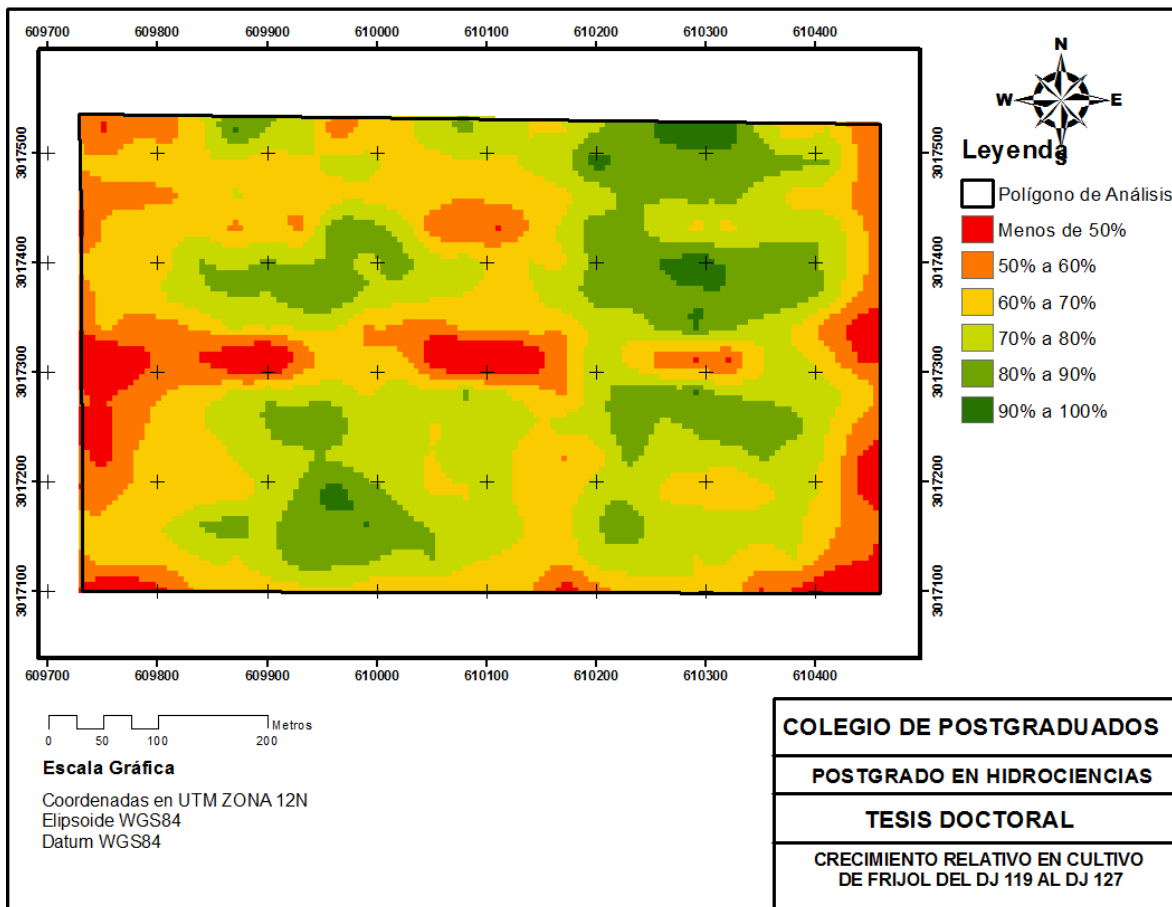 609700 609800 609900 610000 610100 610200 610300 610400
3017500
3017400
3017300
3017200
3017100
3017500
3017400
3017300
3017200
3017100
609700 609800 609900 610000 610100 610200 610300 610400
N
W E
S
Leyenda
Polígono de Análisis
Menos de 50%
50% a 60%
60% a 70%
70% a 80%
80% a 90%
90% a 100%
Metros
0 50 100 200
Escala Gráfica
Coordenadas en UTM ZONA 12N
Elipsoide WGS84
Datum WGS84
COLEGIO DE POSTGRADUADOS
POSTGRADO EN HIDROCIENCIAS
TESIS DOCTORAL
CRECIMIENTO RELATIVO EN CULTIVO
DE FRIJOL DEL DJ 119 AL DJ 127